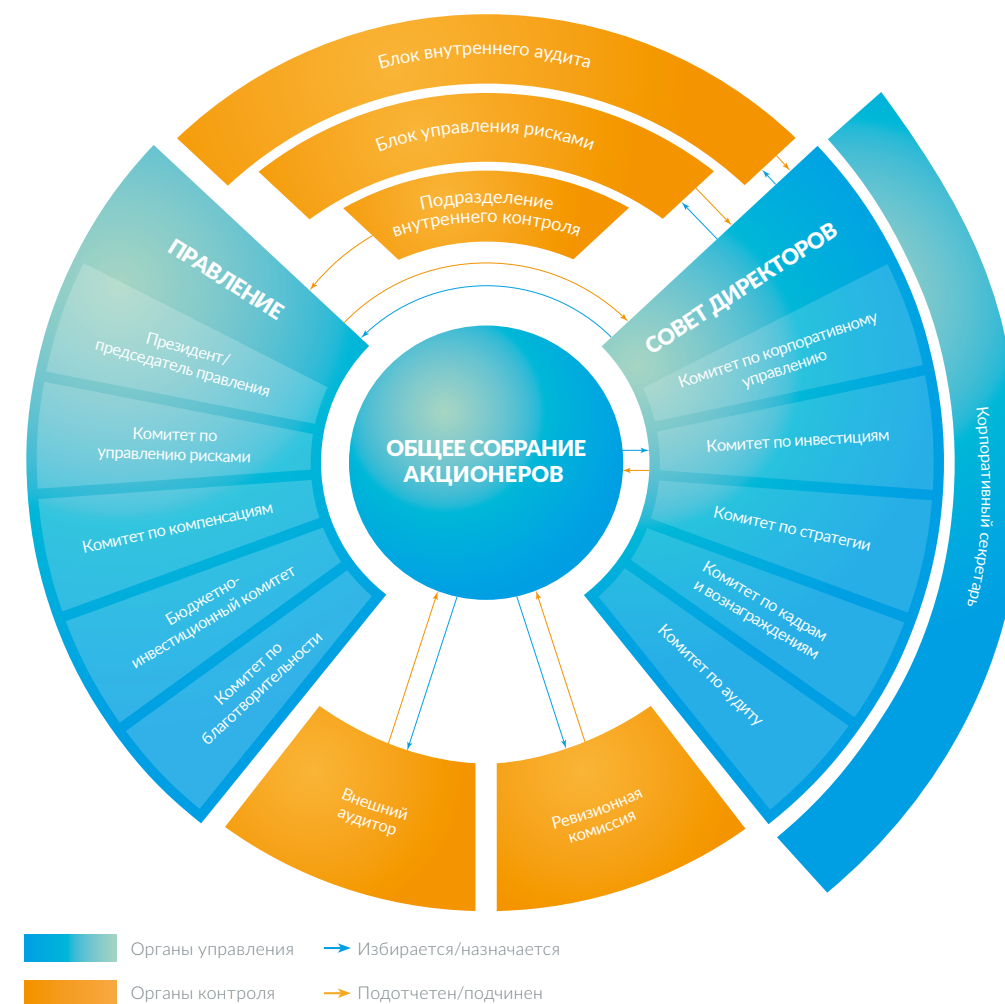 Блок внутреннего аудита
Блок управления рисками
Подразделение
внутреннего контроля
ПРАВЛЕНИЕ
Президент/
председатель правления
Комитет по
управлению рисками
Комитет по компенсациям
Бюджетно-
инвестиционный комитет
Комитет по
благотворительности
ОБЩЕЕ СОБРАНИЕ
АКЦИОНЕРОВ
СОВЕТ ДИРЕКТОРОВ
Комитет по корпоративному
управлению
Комитет по инвестициям
Комитет по стратегии
Комитет по кадрам
и вознаграждениям
Комитет по аудиту
Корпоративный секретарь
Внешний
аудитор
Ревизионная
комиссия
Органы управления
Избирается/назначается
Органы контроля
Подотчетен/подчинен